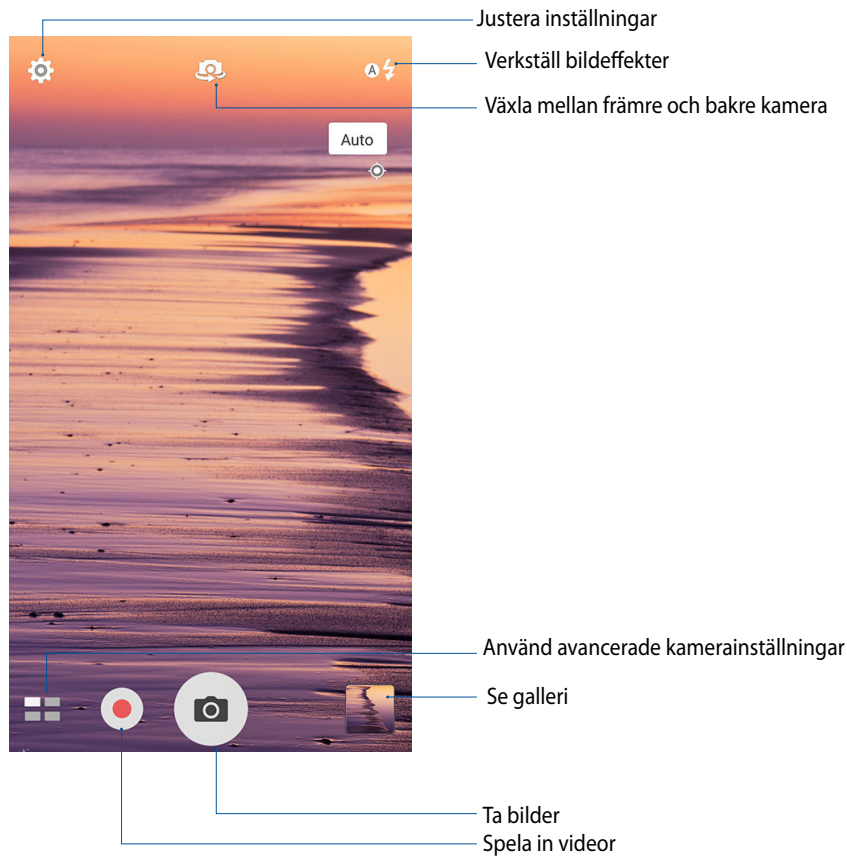 Justera inställningar
Verkställ bildeffekter
A
Växla mellan främre och bakre kamera
Auto
Använd avancerade kamerainställningar
Se galleri
Ta bilder
Spela in videor